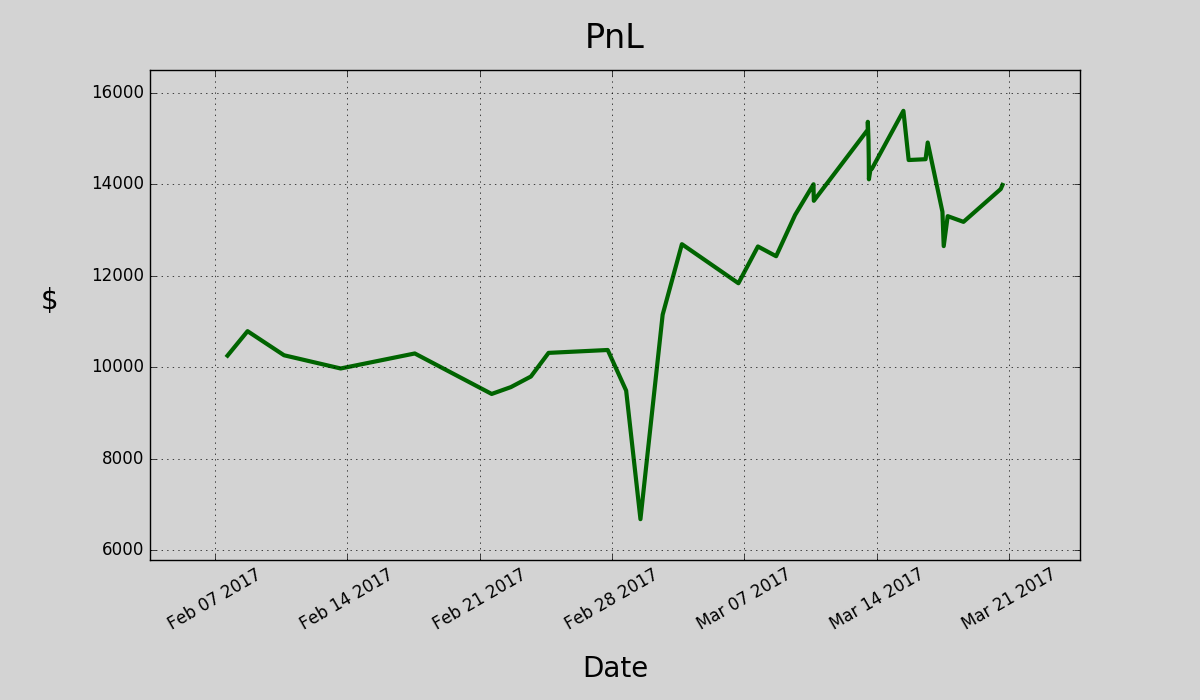 PnL
16000
14000
12000
10000
8000
6000
$
Feb 07 2017
Feb 14 2017
Feb 21 2017
Feb 28 2017
Mar 07 2017
Mar 14 2017
Mar 21 2017
Date